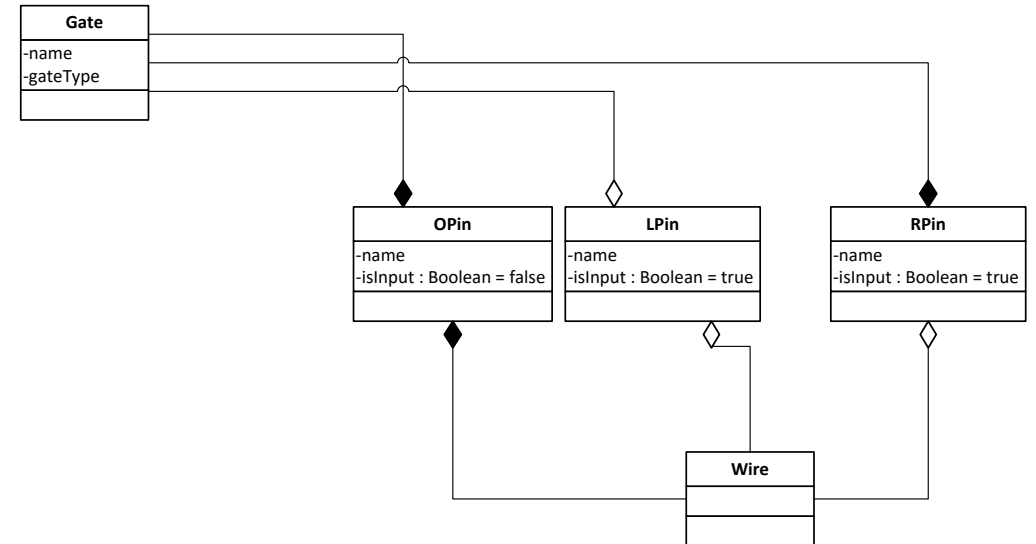 Gate
-name
-gateType
OPin
-name
-isInput : Boolean = false
LPin
-name
-isInput : Boolean = true
RPin
-name
-isInput : Boolean = true
Wire